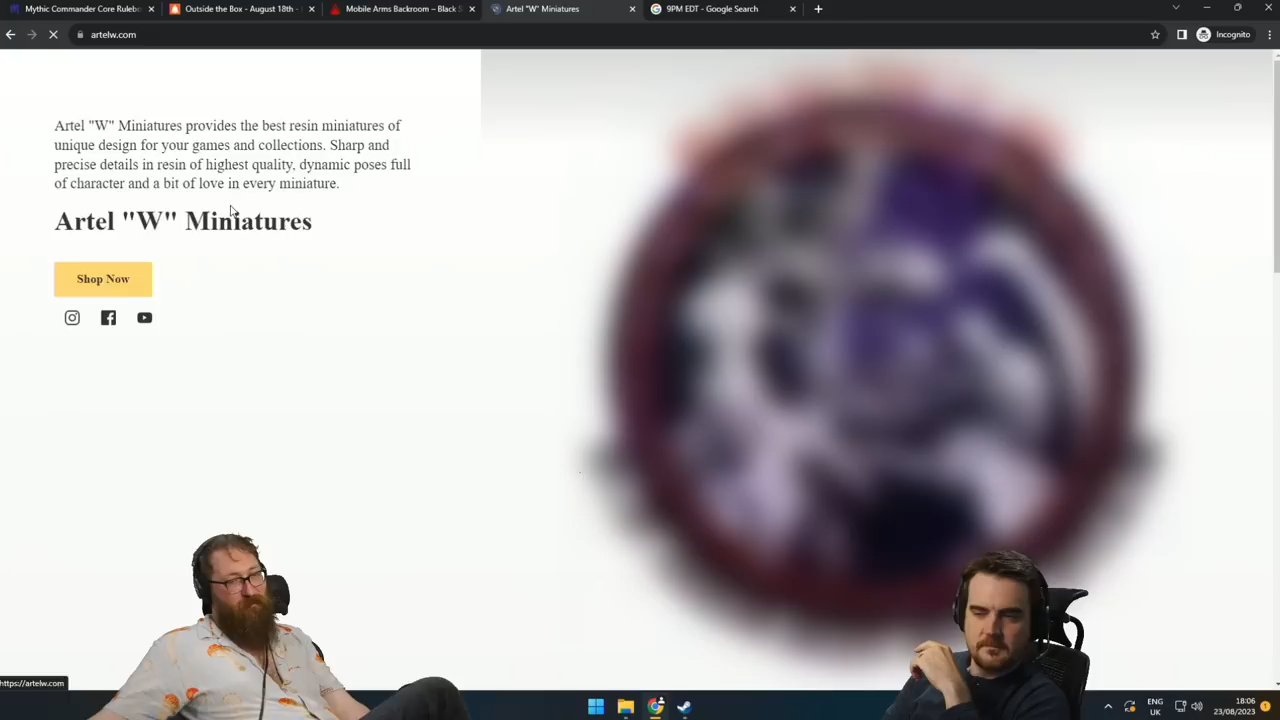 Mythic Commander Core Rulebo
Outside the Box - August 18th -
Mobile Arms Backroom – Black S
Artel "W" Miniatures
9PM EDT - Google Search
artelw.com
Incognito
Artel "W" Miniatures provides the best resin miniatures of
unique design for your games and collections. Sharp and
precise details in resin of highest quality, dynamic poses full
of character and a bit of love in every miniature.
Artel "W" Miniatures
Shop Now
https://artelw.com
ENG
UK
18:06
23/08/2023